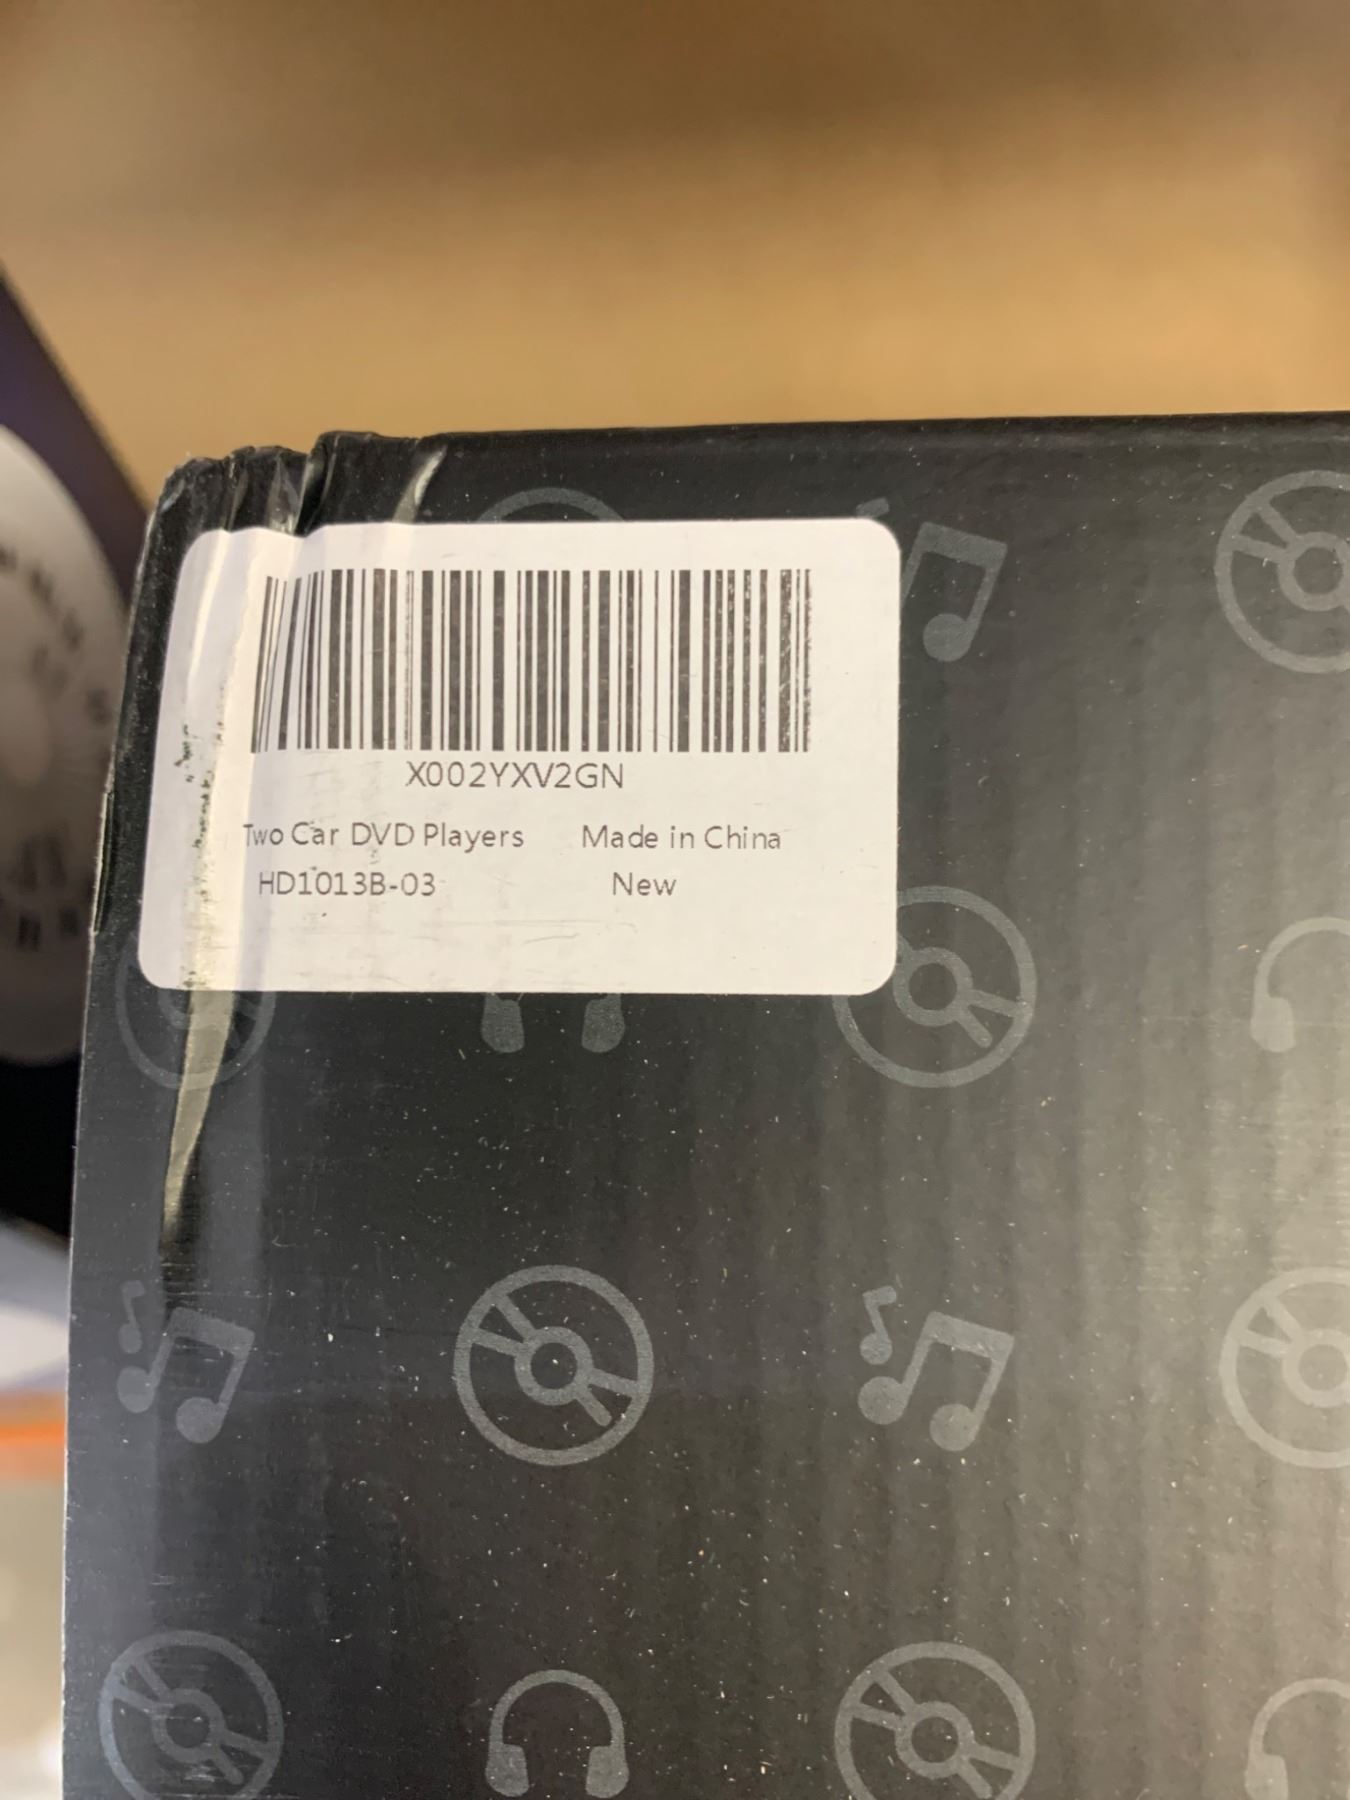 X002YXV2GN
Two Car DVD Players Made in China
HD1013B-03 New